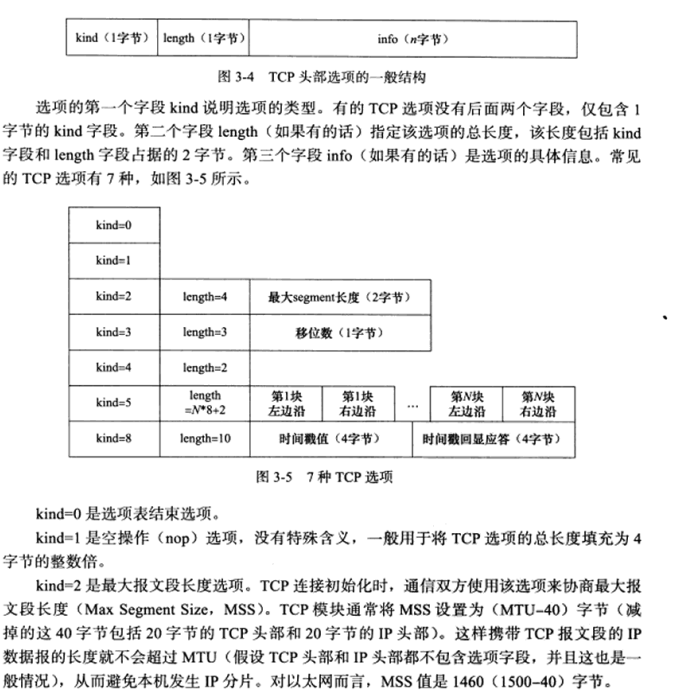 kind（1字节） length（1字节） info（n字节）
图 3-4 TCP 头部选项的一般结构
选项的第一个字段 kind 说明选项的类型。有的 TCP 选项没有后面两个字段，仅包含 1
字节的 kind 字段。第二个字段 length（如果有的话）指定该选项的总长度，该长度包括 kind
字段和 length 字段占据的 2 字节。第三个字段 info（如果有的话）是选项的具体信息。常见
的 TCP 选项有 7 种，如图 3-5 所示。
kind=0
kind=1
kind=2 length=4 最大segment长度（2字节）
kind=3 length=3 移位数（1字节）
kind=4 length=2
kind=5 length =N*8+2 第1块左边沿 第1块右边沿 … 第N块左边沿 第N块右边沿
kind=8 length=10 时间戳值（4字节） 时间戳回显应答（4字节）
图 3-5 7 种 TCP 选项
kind=0 是选项表结束选项。
kind=1 是空操作（nop）选项，没有特殊含义，一般用于将 TCP 选项的总长度填充为 4
字节的整数倍。
kind=2 是最大报文段长度选项。TCP 连接初始化时，通信双方使用该选项来协商最大报
文段长度（Max Segment Size，MSS）。TCP 模块通常将 MSS 设置为（MTU–40）字节（减
掉的这 40 字节包括 20 字节的 TCP 头部和 20 字节的 IP 头部）。这样携带 TCP 报文段的 IP
数据报的长度就不会超过 MTU（假设 TCP 头部和 IP 头部都不包含选项字段，并且这也是一
般情况），从而避免本机发生 IP 分片。对以太网而言，MSS 值是 1460（1500–40）字节。